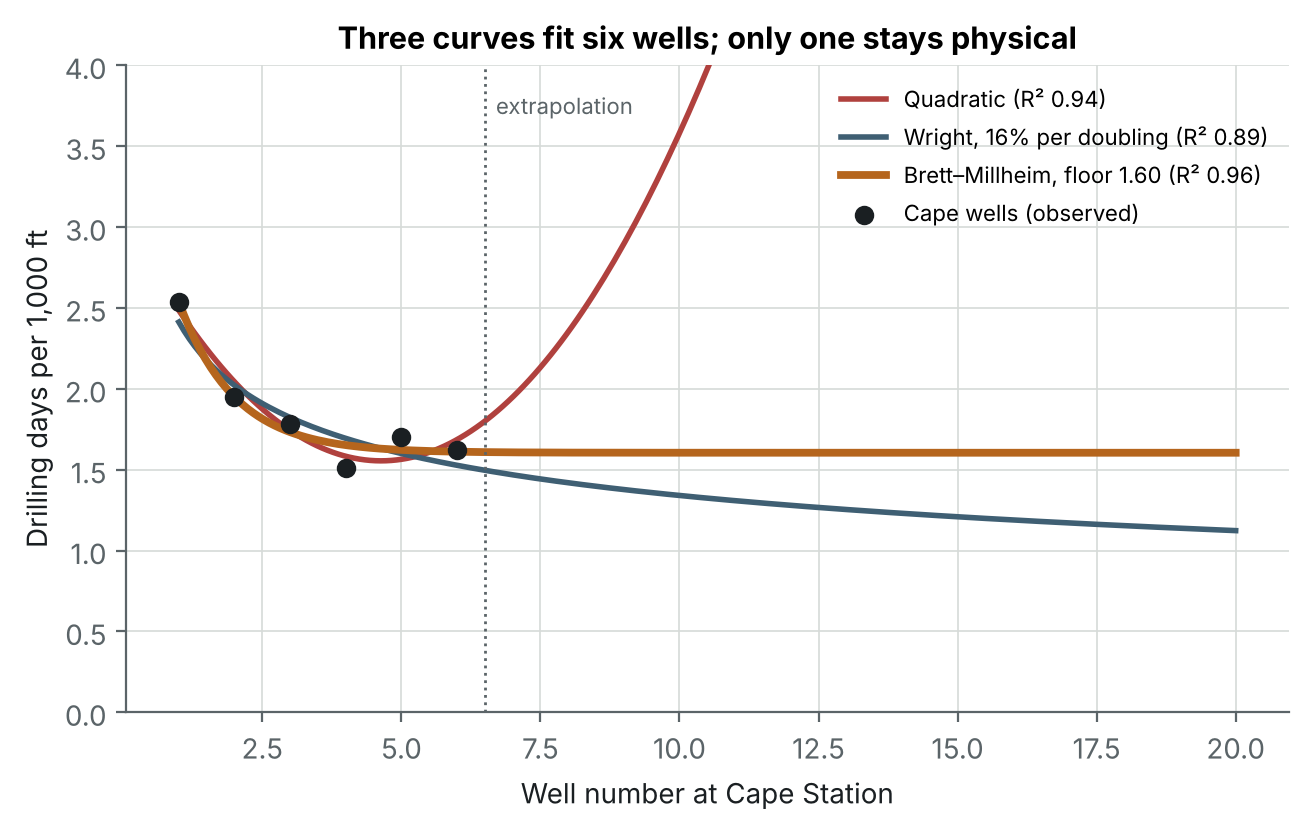 Three curves fit six wells; only one stays physical
4.0
3.5
3.0
2.5
2.0
1.5
1.0
0.5
0.0
Drilling days per 1,000 ft
extrapolation
Quadratic (R² 0.94)
Wright, 16% per doubling (R² 0.89)
Brett–Millheim, floor 1.60 (R² 0.96)
Cape wells (observed)
2.5 5.0 7.5 10.0 12.5 15.0 17.5 20.0
Well number at Cape Station